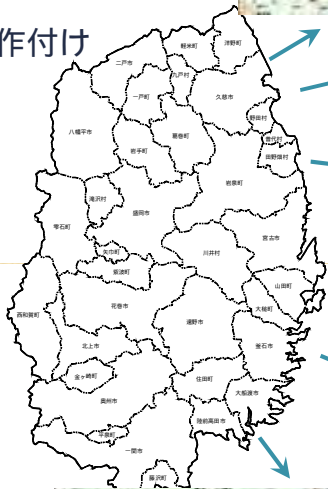 作付け
軽米町
洋野町
二戸市
九戸村
一戸町
久慈市
野田村
八幡平市
葛巻町
普代村
岩手町
田野畑村
岩泉町
滝沢村
盛岡市
雫石町
宮古市
矢巾町
川井村
紫波町
山田町
花巻市
大槌町
西和賀町
遠野市
北上市
釜石市
金ヶ崎町
住田町
奥州市
大船渡市
陸前高田市
平泉町
一関市
藤沢町